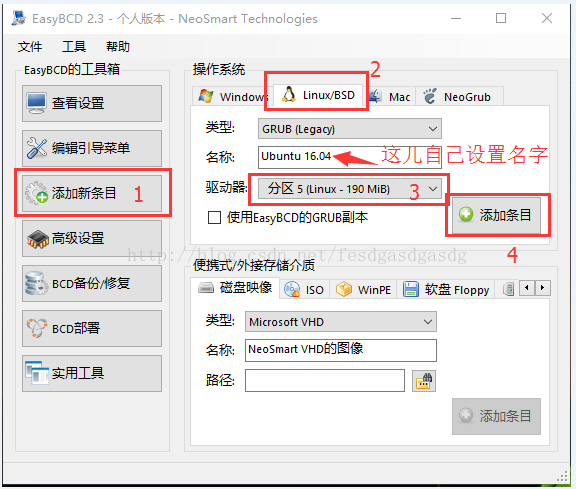 EasyBCD 2.3 - 个人版本 - NeoSmart Technologies
文件 工具 帮助
EasyBCD的工具箱
查看设置
编辑引导菜单
添加新条目 1
高级设置
BCD备份/修复
BCD部署
实用工具
操作系统
2
Windows Linux/BSD Mac NeoGrub
类型: GRUB (Legacy)
名称: Ubuntu 16.04 这儿自己设置名字
驱动器: 分区 5 (Linux - 190 MiB) 3
使用EasyBCD的GRUB副本
添加条目
4
http://blog.csdn.net/fesdgasdgasdg
便携式/外接存储介质
磁盘映像 ISO WinPE 软盘 Floppy
类型: Microsoft VHD
名称: NeoSmart VHD的图像
路径:
添加条目